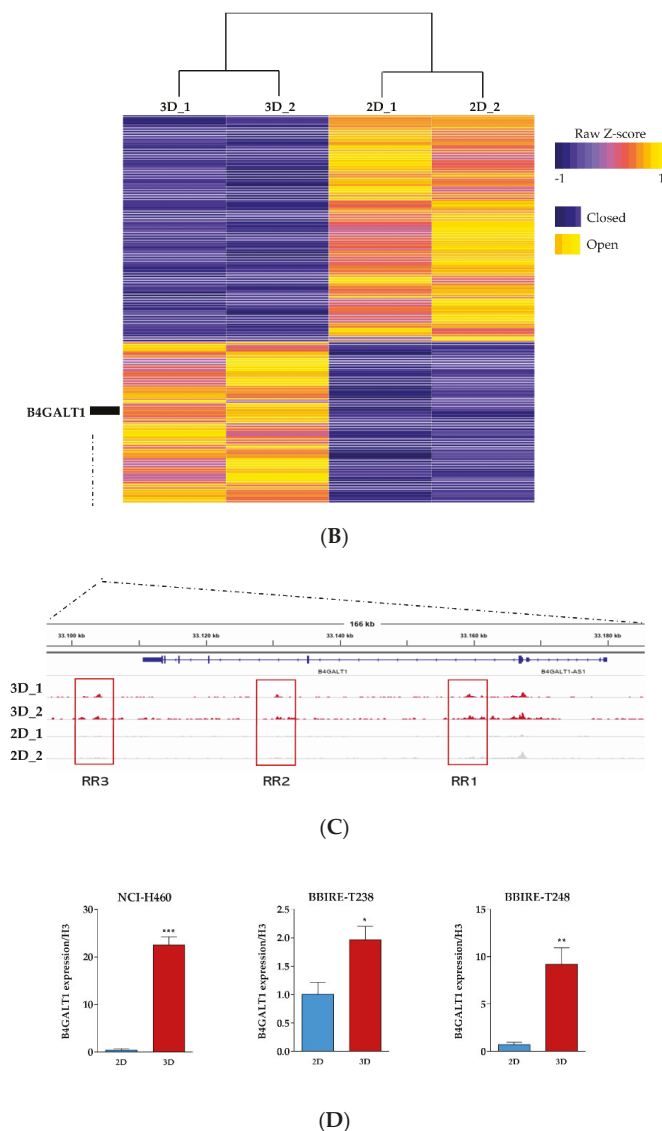 3D_1 3D_2 2D_1 2D_2
Raw Z-score
-1 1
Closed
Open
B4GALT1
(B)
166 kb
33.100 kb 33.120 kb 33.140 kb 33.160 kb 33.180 kb
B4GALT1 B4GALT1-AS1
3D_1
3D_2
2D_1
2D_2
RR3 RR2 RR1
(C)
NCI-H460 BBIRE-T238 BBIRE-T248
B4GALT1 expression/H3
30
20
10
0
***
2D 3D
B4GALT1 expression/H3
2.5
2.0
1.5
1.0
0.5
0.0
*
2D 3D
B4GALT1 expression/H3
15
10
5
0
**
2D 3D
(D)